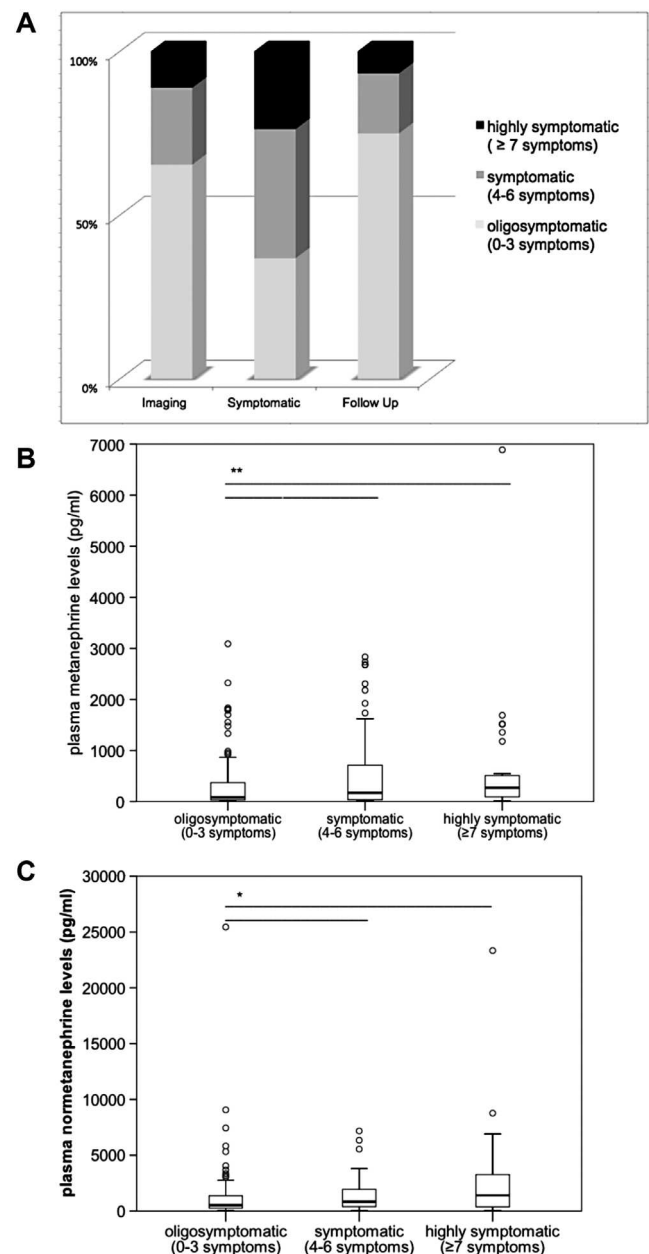 A
100%
50%
0%
Imaging
Symptomatic
Follow Up
highly symptomatic
( ≥ 7 symptoms)
symptomatic
(4-6 symptoms)
oligosymptomatic
(0-3 symptoms)
B
plasma metanephrine levels (pg/ml)
7000
6000
5000
4000
3000
2000
1000
0
**
oligosymptomatic
(0-3 symptoms)
symptomatic
(4-6 symptoms)
highly symptomatic
(≥7 symptoms)
C
plasma normetanephrine levels (pg/ml)
30000
25000
20000
15000
10000
5000
0
*
oligosymptomatic
(0-3 symptoms)
symptomatic
(4-6 symptoms)
highly symptomatic
(≥7 symptoms)